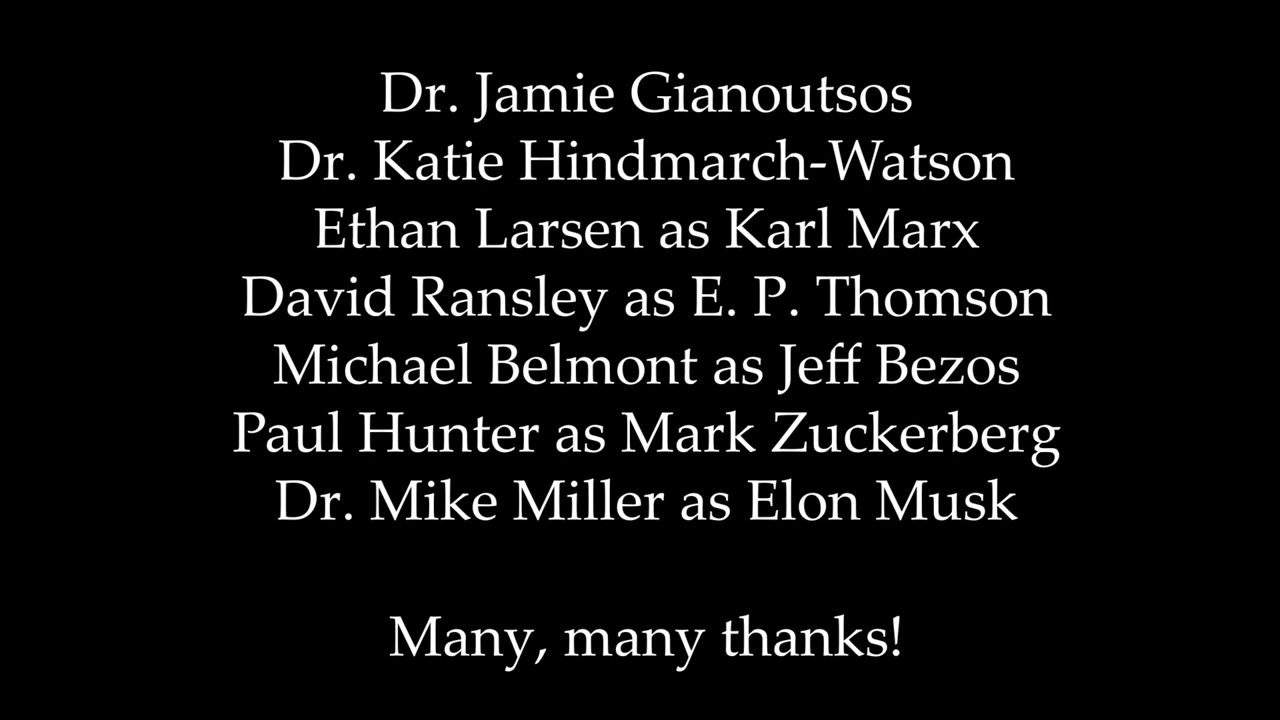 Dr. Jamie Gianoutsos
Dr. Katie Hindmarch-Watson
Ethan Larsen as Karl Marx
David Ransley as E. P. Thomson
Michael Belmont as Jeff Bezos
Paul Hunter as Mark Zuckerberg
Dr. Mike Miller as Elon Musk
Many, many thanks!